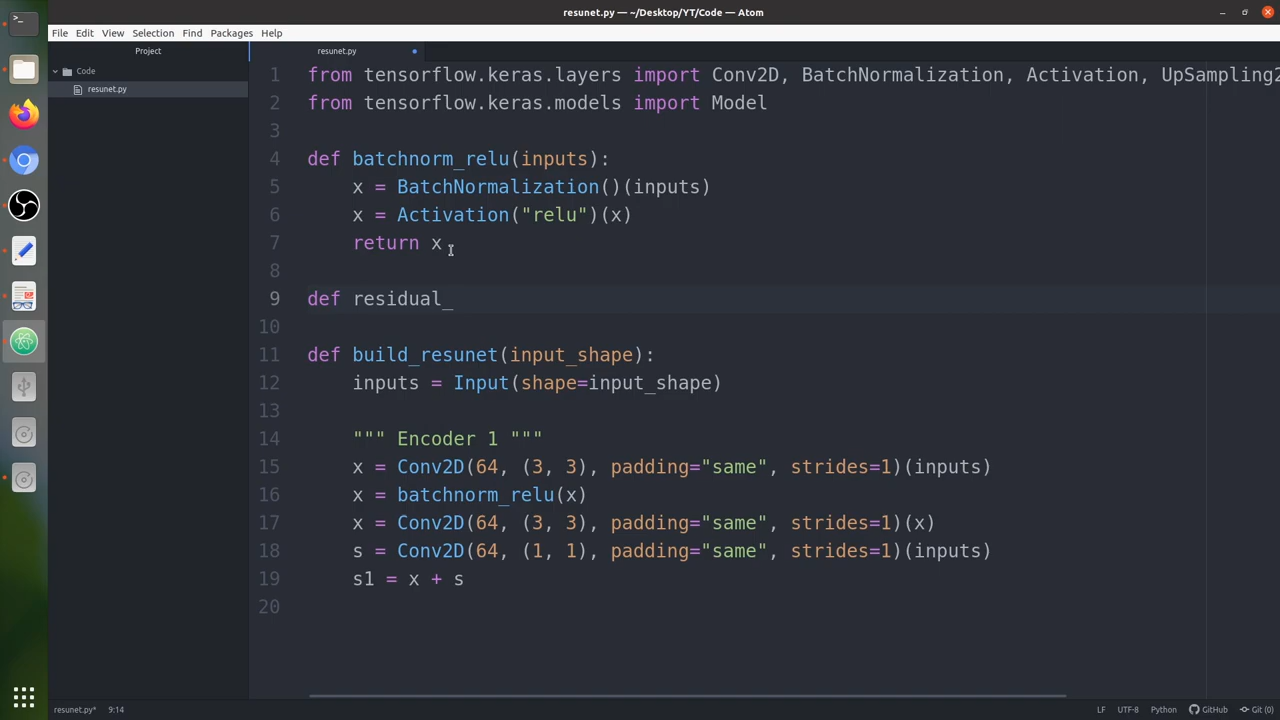 resunet.py — ~/Desktop/YT/Code — Atom
File Edit View Selection Find Packages Help
Project
resunet.py
Code
resunet.py
1 from tensorflow.keras.layers import Conv2D, BatchNormalization, Activation, UpSampling2
2 from tensorflow.keras.models import Model
3
4 def batchnorm_relu(inputs):
5 x = BatchNormalization()(inputs)
6 x = Activation("relu")(x)
7 return x
8
9 def residual_
10
11 def build_resunet(input_shape):
12 inputs = Input(shape=input_shape)
13
14 """ Encoder 1 """
15 x = Conv2D(64, (3, 3), padding="same", strides=1)(inputs)
16 x = batchnorm_relu(x)
17 x = Conv2D(64, (3, 3), padding="same", strides=1)(x)
18 s = Conv2D(64, (1, 1), padding="same", strides=1)(inputs)
19 s1 = x + s
20
resunet.py* 9:14 LF UTF-8 Python GitHub Git (0)